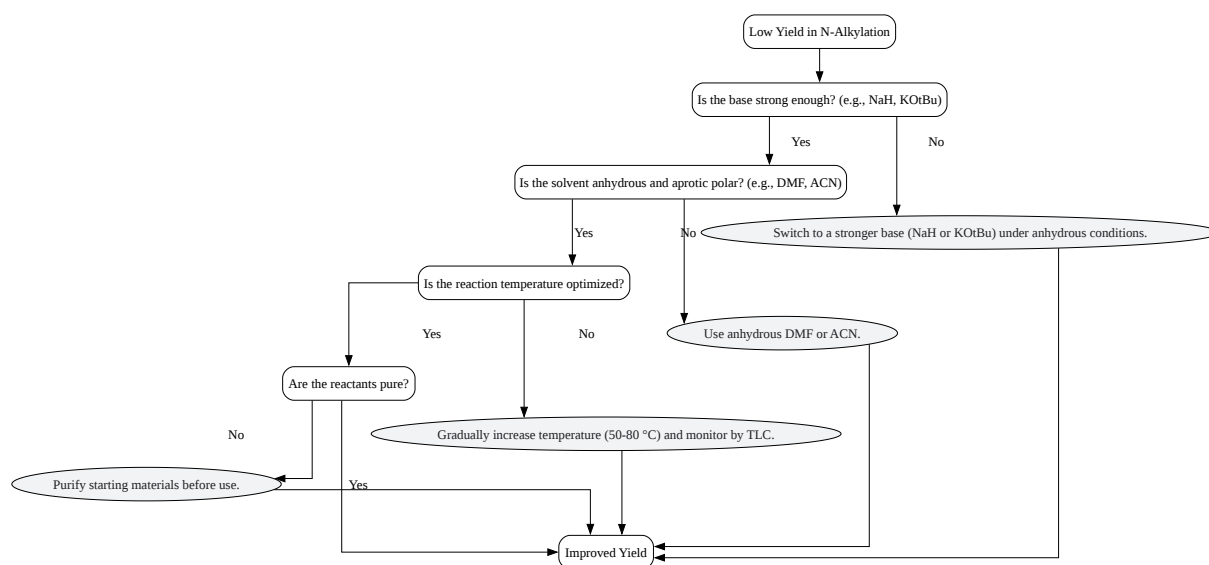 Low Yield in N-Alkylation
Is the base strong enough? (e.g., NaH, KOtBu)
Yes
No
Is the solvent anhydrous and aprotic polar? (e.g., DMF, ACN)
Yes
No
Switch to a stronger base (NaH or KOtBu) under anhydrous conditions.
Is the reaction temperature optimized?
Yes
No
Use anhydrous DMF or ACN.
Are the reactants pure?
No
Gradually increase temperature (50-80 °C) and monitor by TLC.
Purify starting materials before use.
Yes
Improved Yield